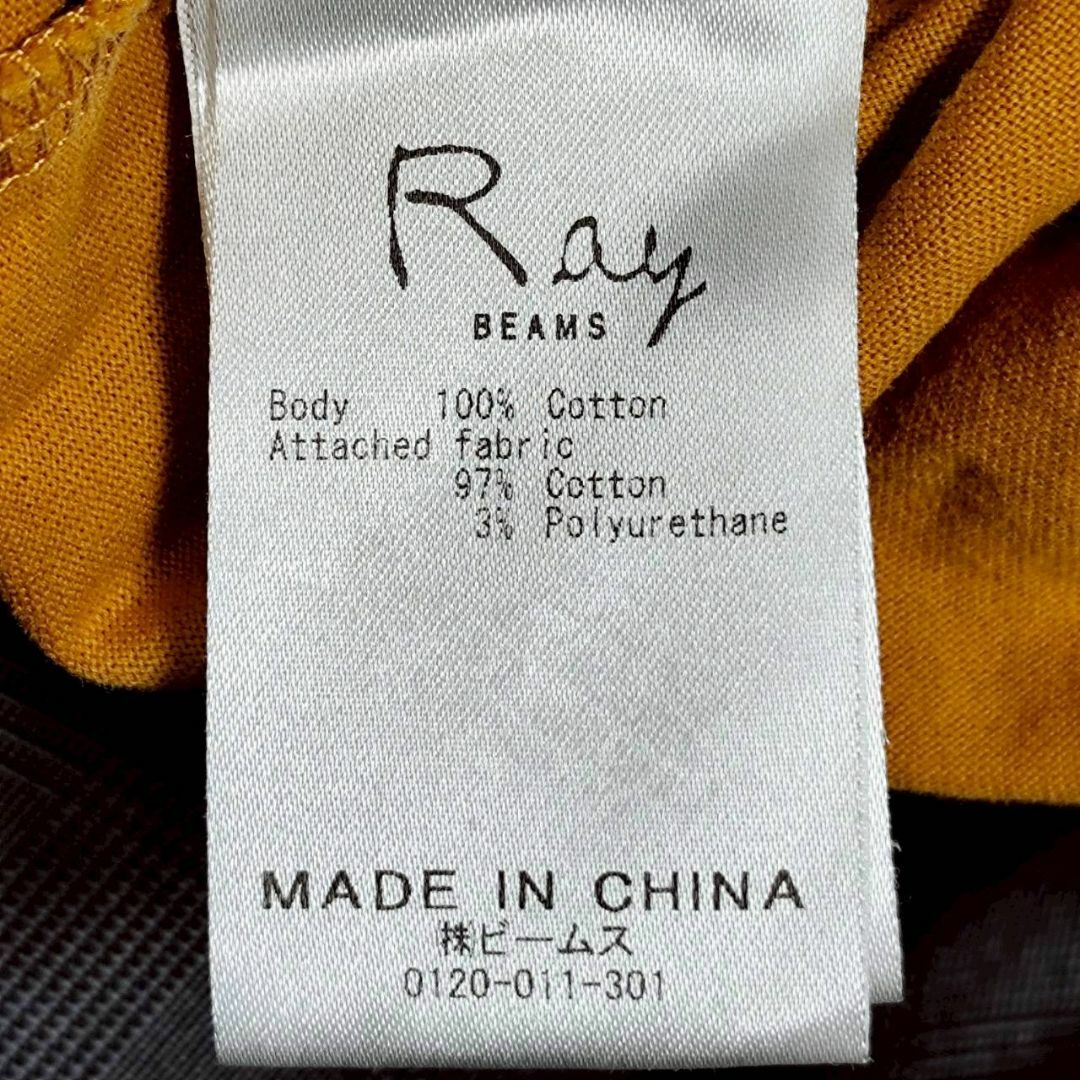 Ray
BEAMS
Body 100% Cotton
Attached fabric
97% Cotton
3% Polyurethane
MADE IN CHINA
㈱ビームス
0120-011-301